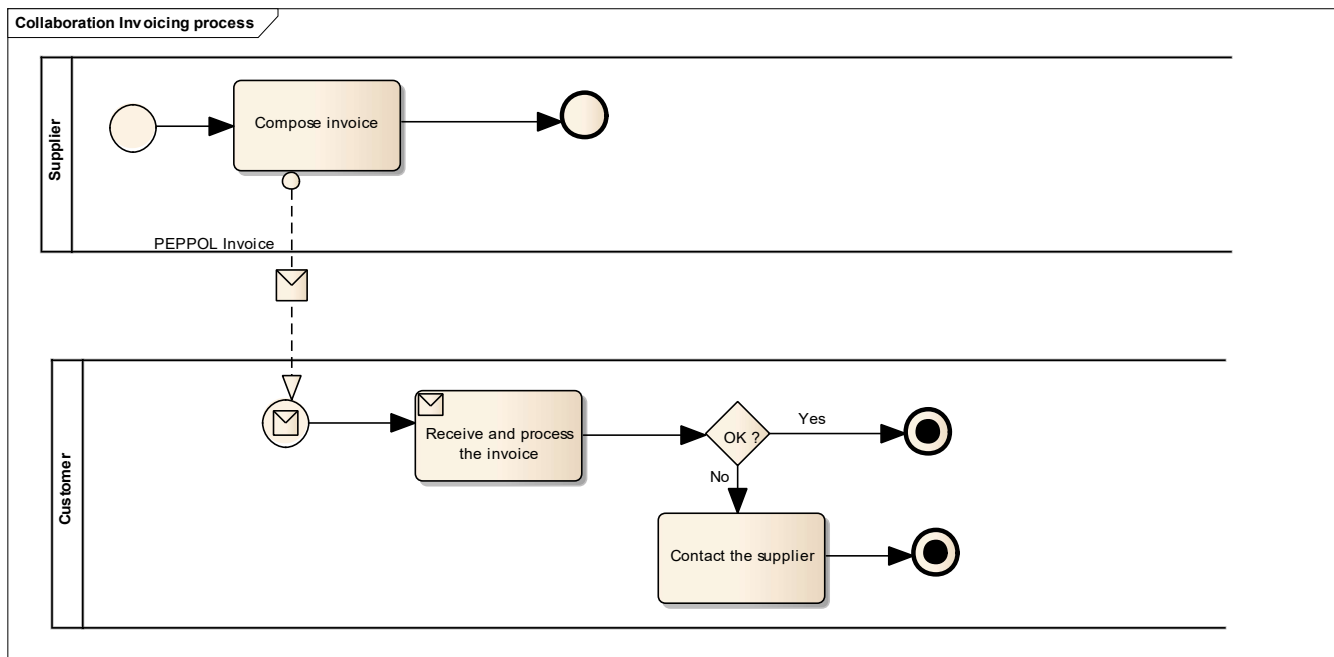 Collaboration Invoicing process
Supplier
Compose invoice
PEPPOL Invoice
Customer
Receive and process
the invoice
OK ?
Yes
No
Contact the supplier